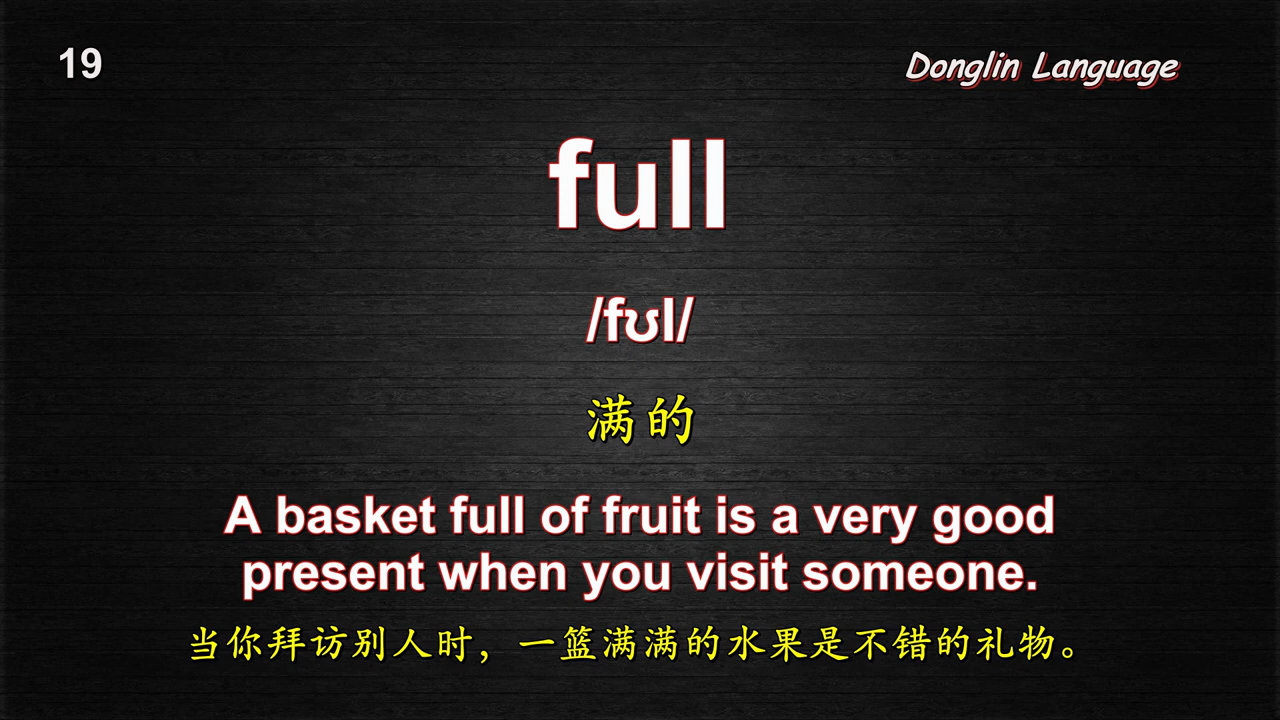 19
Donglin Language
full
/fʊl/
满的
A basket full of fruit is a very good
present when you visit someone.
当你拜访别人时，一篮满满的水果是不错的礼物。